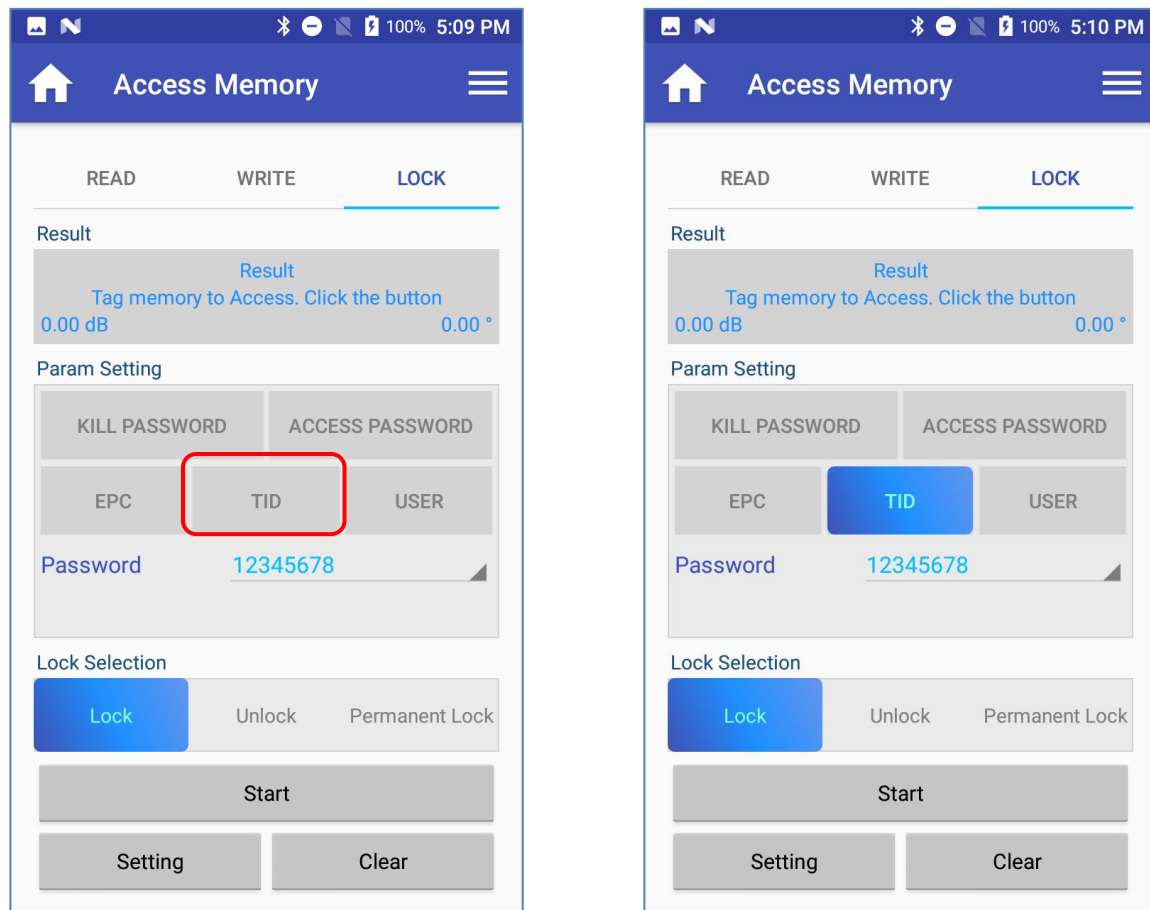 100% 5:09 PM
Access Memory
READ WRITE LOCK
Result
Result
Tag memory to Access. Click the button
0.00 dB 0.00 °
Param Setting
KILL PASSWORD ACCESS PASSWORD
EPC TID USER
Password 12345678
Lock Selection
Lock Unlock Permanent Lock
Start
Setting Clear
100% 5:10 PM
Access Memory
READ WRITE LOCK
Result
Result
Tag memory to Access. Click the button
0.00 dB 0.00 °
Param Setting
KILL PASSWORD ACCESS PASSWORD
EPC TID USER
Password 12345678
Lock Selection
Lock Unlock Permanent Lock
Start
Setting Clear